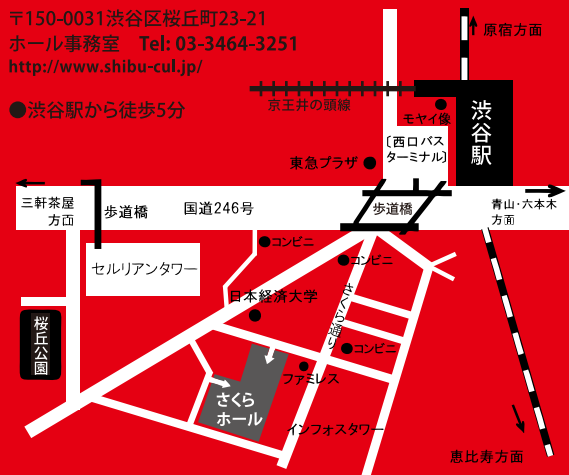 〒150-0031渋谷区桜丘町23-21
ホール事務室 Tel: 03-3464-3251
http://www.shibu-cul.jp/
●渋谷駅から徒歩5分
原宿方面
京王井の頭線
モヤイ像
渋谷駅
〔西口バス
ターミナル〕
東急プラザ
三軒茶屋
方面
歩道橋
国道246号
歩道橋
青山・六本木
方面
コンビニ
コンビニ
セルリアンタワー
さくら通り
日本経済大学
桜丘公園
コンビニ
ファミレス
さくら
ホール
インフォスタワー
恵比寿方面